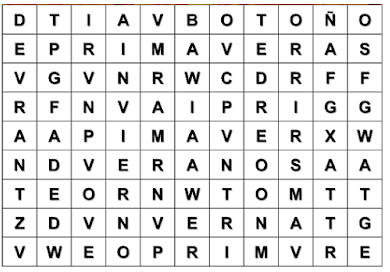 D T I A V B O T O Ñ O
E P R I M A V E R A S
V G V N R W C D R F F
R F N V A I P R I G G
A A P I M A V E R X W
N D V E R A N O S A A
T E O R N W T O M T T
Z D V N V E R N A T G
V W E O P R I M V R E